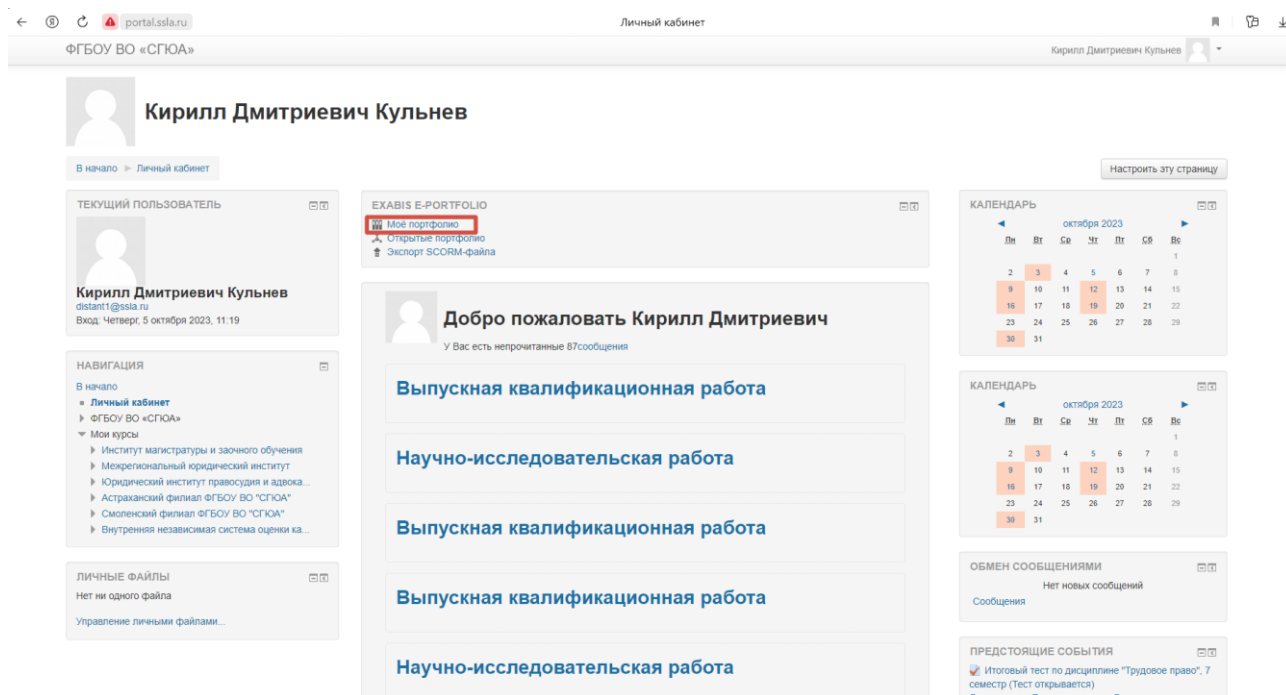 portal.ssla.ru
Личный кабинет
ФГБОУ ВО «СГЮА»
Кирилл Дмитриевич Кульнев
Кирилл Дмитриевич Кульнев
В начало ► Личный кабинет
Настроить эту страницу
ТЕКУЩИЙ ПОЛЬЗОВАТЕЛЬ
Кирилл Дмитриевич Кульнев
distant1@ssla.ru
Вход: Четверг, 5 октября 2023, 11:19
НАВИГАЦИЯ
В начало
Личный кабинет
ФГБОУ ВО «СГЮА»
Мои курсы
Институт магистратуры и заочного обучения
Межрегиональный юридический институт
Юридический институт правосудия и адвока...
Астраханский филиал ФГБОУ ВО "СГЮА"
Смоленский филиал ФГБОУ ВО "СГЮА"
Внутренняя независимая система оценки ка...
ЛИЧНЫЕ ФАЙЛЫ
Нет ни одного файла
Управление личными файлами...
EXABIS E-PORTFOLIO
Моё портфолио
Открытые портфолио
Экспорт SCORM-файла
Добро пожаловать Кирилл Дмитриевич
У Вас есть непрочитанные 87сообщения
Выпускная квалификационная работа
Научно-исследовательская работа
Выпускная квалификационная работа
Выпускная квалификационная работа
Научно-исследовательская работа
КАЛЕНДАРЬ
◄ октября 2023 ►
Пн Вт Ср Чт Пт Сб Вс
1
2 3 4 5 6 7 8
9 10 11 12 13 14 15
16 17 18 19 20 21 22
23 24 25 26 27 28 29
30 31
КАЛЕНДАРЬ
◄ октября 2023 ►
Пн Вт Ср Чт Пт Сб Вс
1
2 3 4 5 6 7 8
9 10 11 12 13 14 15
16 17 18 19 20 21 22
23 24 25 26 27 28 29
30 31
ОБМЕН СООБЩЕНИЯМИ
Нет новых сообщений
Сообщения
ПРЕДСТОЯЩИЕ СОБЫТИЯ
Итоговый тест по дисциплине "Трудовое право", 7
семестр (Тест открывается)